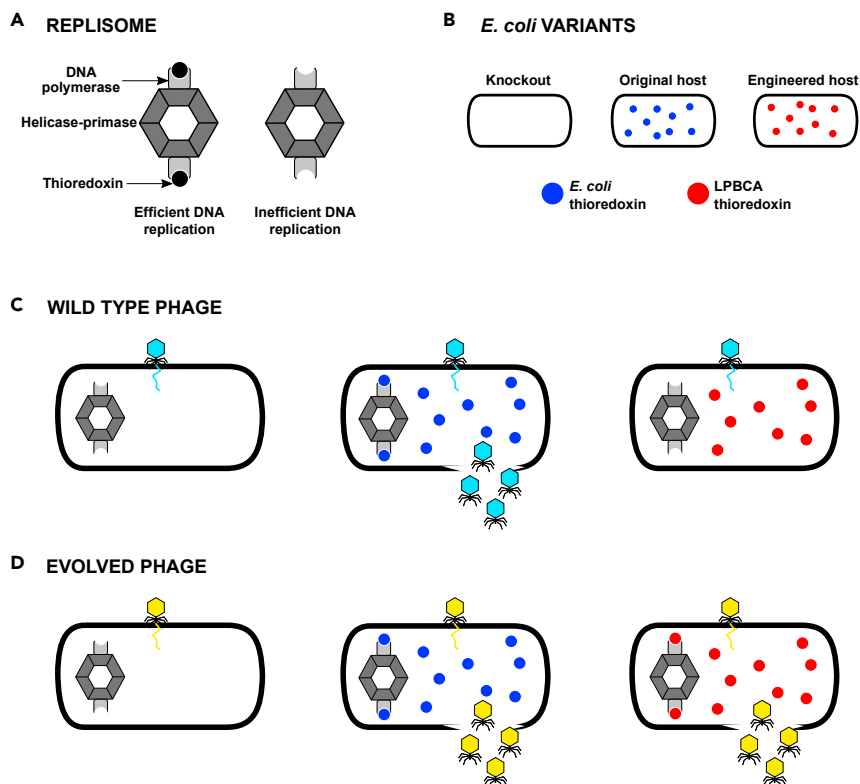 A REPLISOME
DNA
polymerase
Helicase-primase
Thioredoxin
Efficient DNA
replication
Inefficient DNA
replication
B E. coli VARIANTS
Knockout
Original host
Engineered host
E. coli
thioredoxin
LPBCA
thioredoxin
C WILD TYPE PHAGE
D EVOLVED PHAGE